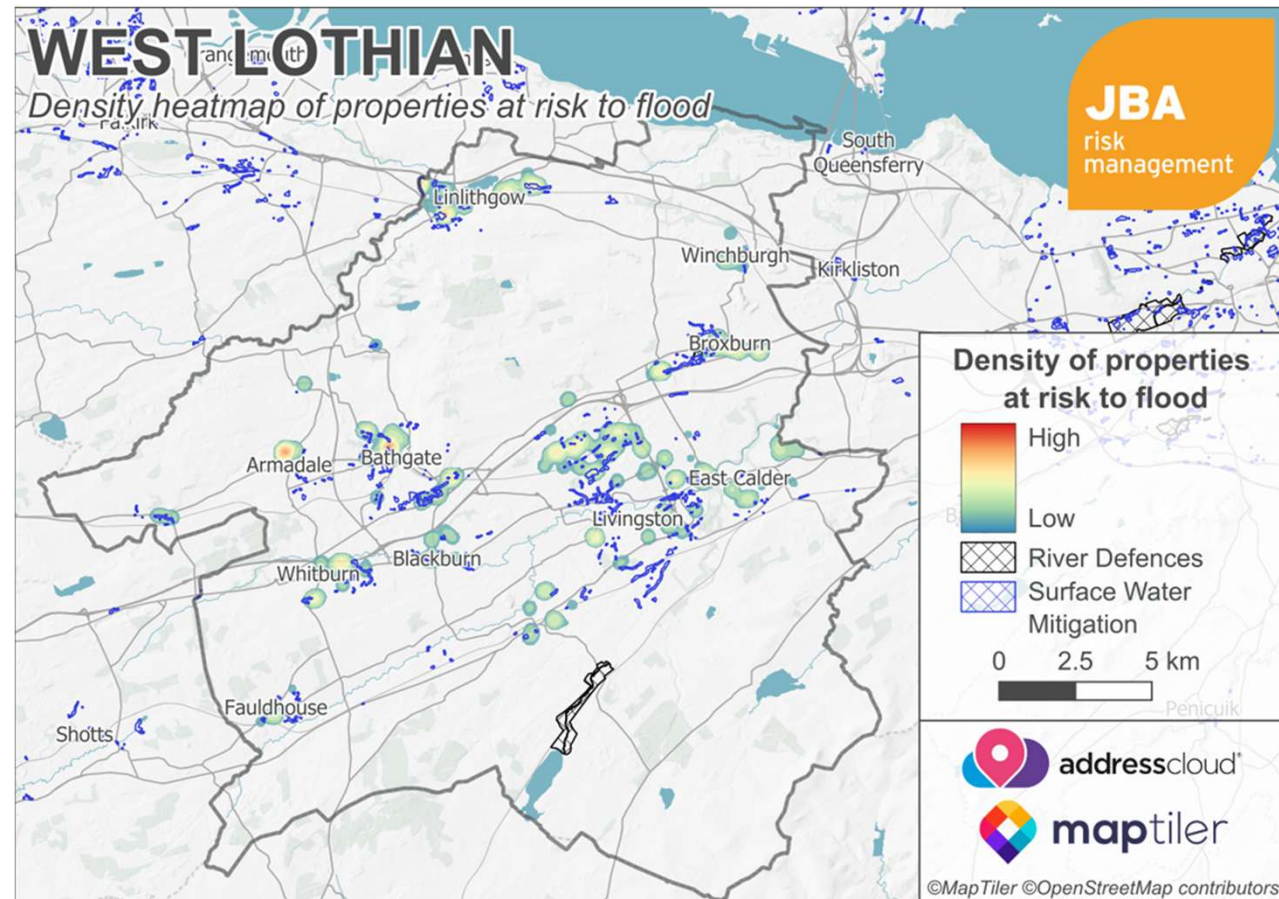 WEST LOTHIAN
Density heatmap of properties at risk to flood
JBA
risk
management
South
Queensferry
Linlithgow
Winchburgh
Kirkliston
Broxburn
Armadale
Bathgate
East Calder
Livingston
Blackburn
Whitburn
Fauldhouse
Shotts
Density of properties
at risk to flood
High
Low
River Defences
Surface Water
Mitigation
0 2.5 5 km
Penicuik
addresscloud
maptiler
©MapTiler ©OpenStreetMap contributors